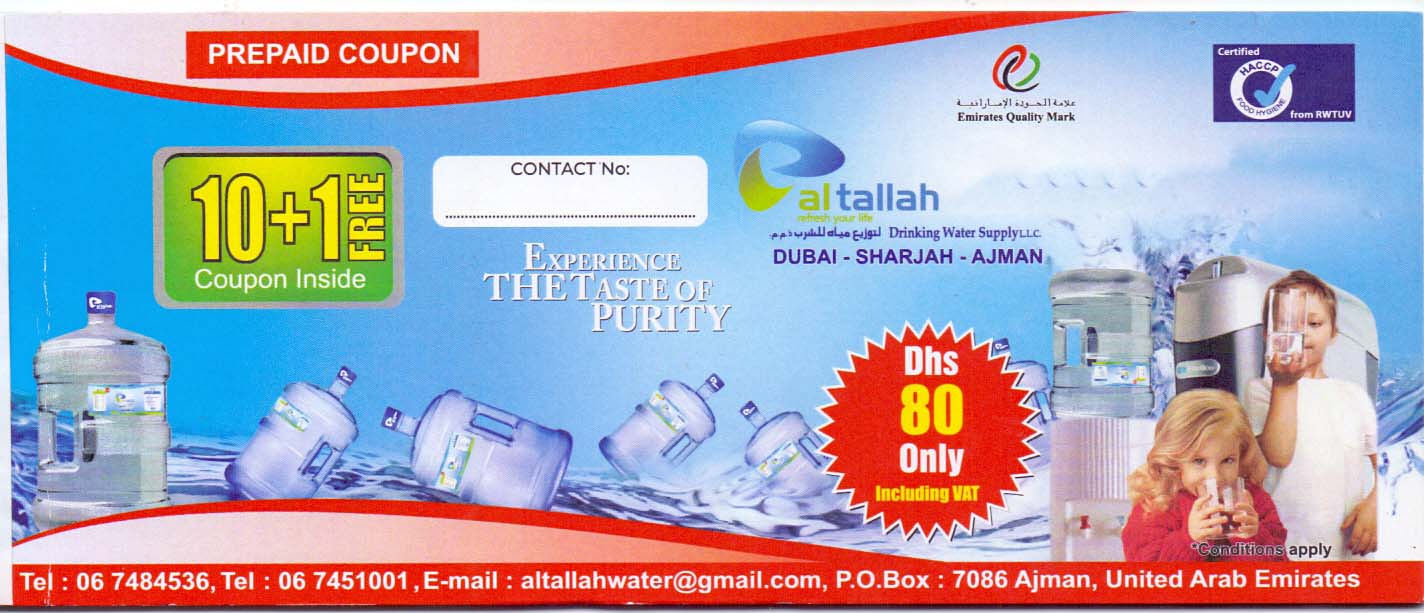 PREPAID COUPON
علامة الجودة الإماراتية
Emirates Quality Mark
Certified
HACCP
FOOD HYGIENE
from RWTUV
10+1 FREE
Coupon Inside
CONTACT No:
al tallah
refresh your life
لتوزيع مياه للشرب ذ.م.م. Drinking Water Supply L.L.C.
DUBAI - SHARJAH - AJMAN
EXPERIENCE
THE TASTE OF
PURITY
Dhs
80
Only
Including VAT
*Conditions apply
Tel : 06 7484536, Tel : 06 7451001, E-mail : altallahwater@gmail.com, P.O.Box : 7086 Ajman, United Arab Emirates